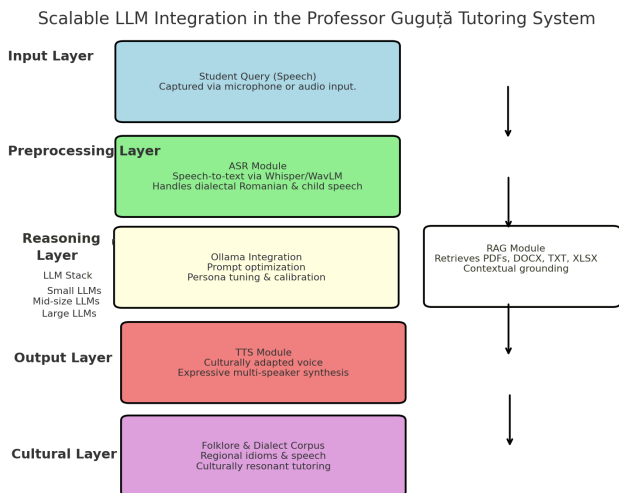 Scalable LLM Integration in the Professor Guguță Tutoring System
Input Layer
Student Query (Speech)
Captured via microphone or audio input.
Preprocessing Layer
ASR Module
Speech-to-text via Whisper/WavLM
Handles dialectal Romanian & child speech
Reasoning
Layer
LLM Stack
Small LLMs
Mid-size LLMs
Large LLMs
Ollama Integration
Prompt optimization
Persona tuning & calibration
RAG Module
Retrieves PDFs, DOCX, TXT, XLSX
Contextual grounding
Output Layer
TTS Module
Culturally adapted voice
Expressive multi-speaker synthesis
Cultural Layer
Folklore & Dialect Corpus
Regional idioms & speech
Culturally resonant tutoring